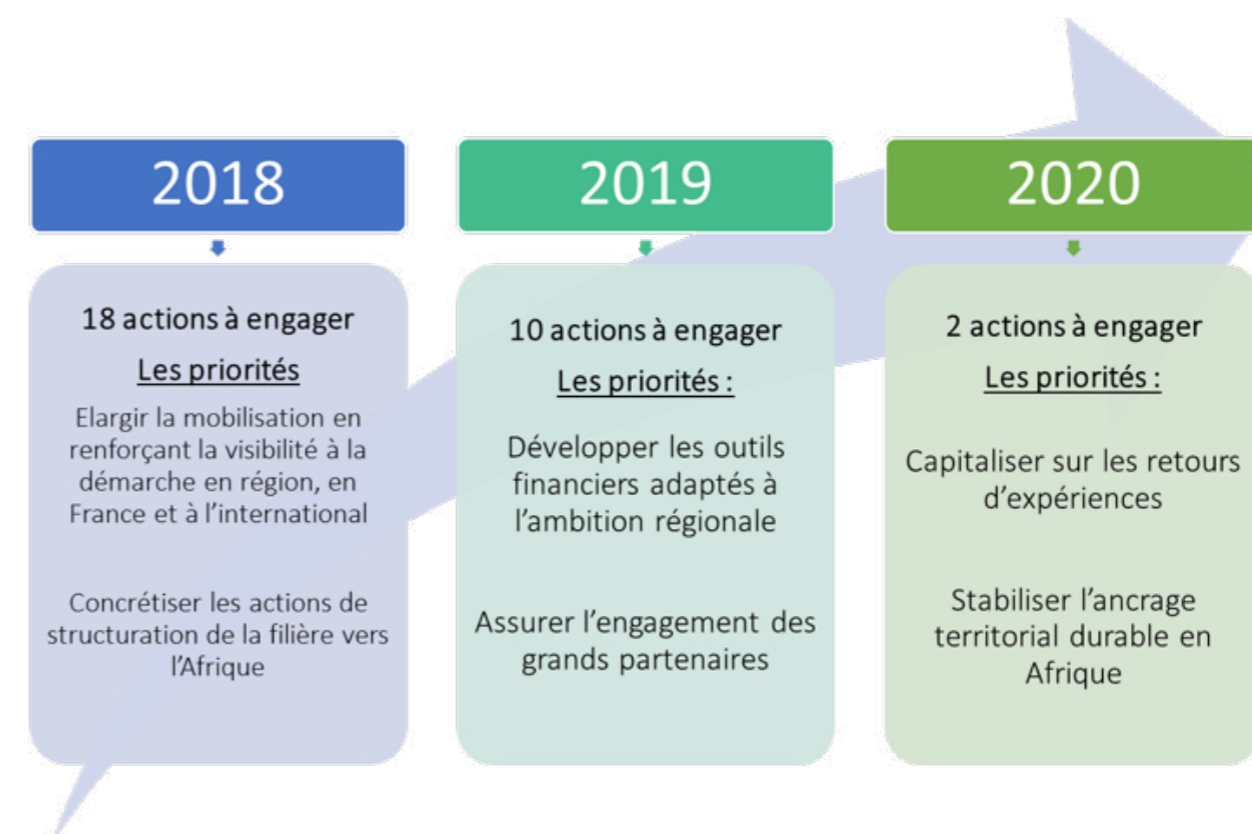 2018
18 actions à engager
Les priorités
Elargir la mobilisation en
renforçant la visibilité à la
démarche en région, en
France et à l'international
Concrétiser les actions de
structuration de la filière vers
l'Afrique
2019
10 actions à engager
Les priorités :
Développer les outils
financiers adaptés à
l'ambition régionale
Assurer l'engagement des
grands partenaires
2020
2 actions à engager
Les priorités :
Capitaliser sur les retours
d'expériences
Stabiliser l'ancrage
territorial durable en
Afrique